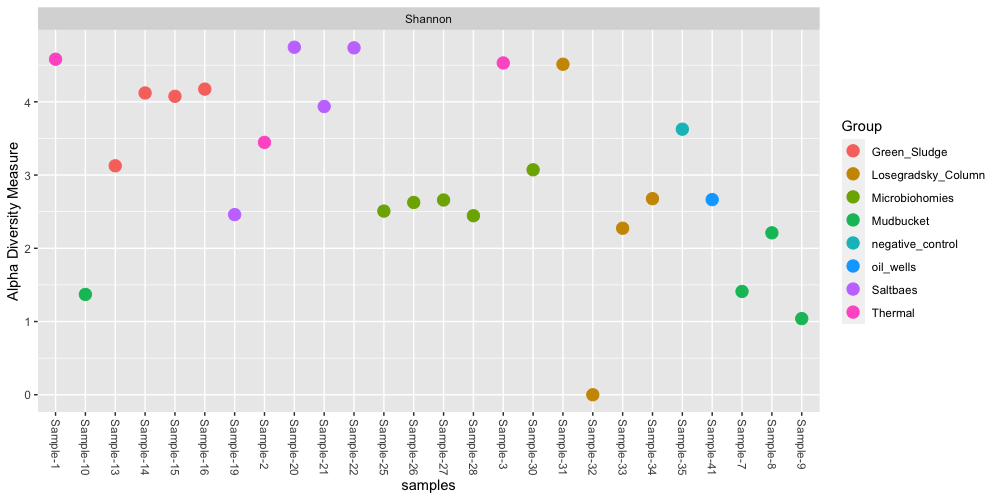 Shannon
Alpha Diversity Measure
4
3
2
1
0
Sample-1
Sample-10
Sample-13
Sample-14
Sample-15
Sample-16
Sample-19
Sample-2
Sample-20
Sample-21
Sample-22
Sample-25
Sample-26
Sample-27
Sample-28
Sample-3
Sample-30
Sample-31
Sample-32
Sample-33
Sample-34
Sample-35
Sample-41
Sample-7
Sample-8
Sample-9
samples
Group
Green_Sludge
Losegradsky_Column
Microbiohomies
Mudbucket
negative_control
oil_wells
Saltbaes
Thermal